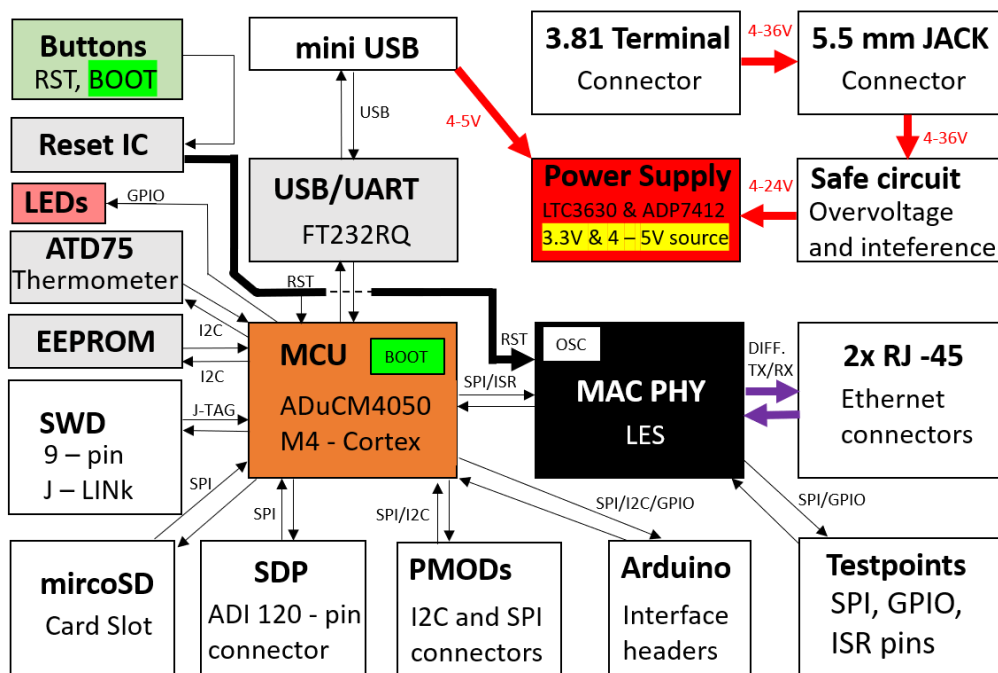 Buttons
RST, BOOT
mini USB
3.81 Terminal
Connector
4-36V
5.5 mm JACK
Connector
USB
4-5V
4-36V
Reset IC
LEDs
GPIO
USB/UART
FT232RQ
Power Supply
LTC3630 & ADP7412
3.3V & 4 – 5V source
4-24V
Safe circuit
Overvoltage
and inteference
ATD75
Thermometer
RST
I2C
EEPROM
I2C
MCU
BOOT
ADuCM4050
M4 - Cortex
SPI/ISR
RST
OSC
MAC PHY
LES
DIFF.
TX/RX
2x RJ -45
Ethernet
connectors
J-TAG
SWD
9 – pin
J – LINk
SPI
SPI
SPI/I2C
SPI/I2C/GPIO
SPI/GPIO
mircoSD
Card Slot
SDP
ADI 120 - pin
connector
PMODs
I2C and SPI
connectors
Arduino
Interface
headers
Testpoints
SPI, GPIO,
ISR pins